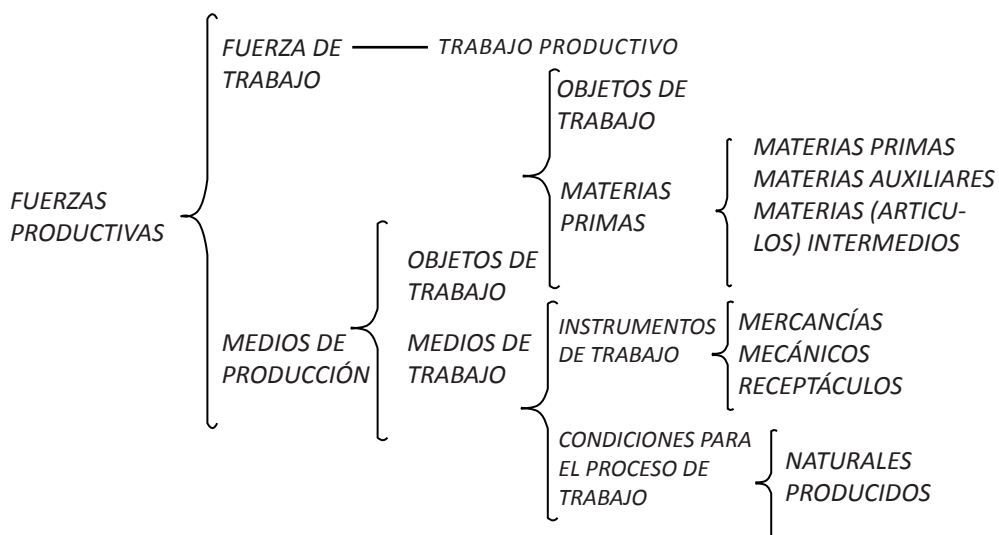 FUERZAS
PRODUCTIVAS
FUERZA DE
TRABAJO
TRABAJO PRODUCTIVO
MEDIOS DE
PRODUCCIÓN
OBJETOS DE
TRABAJO
OBJETOS DE
TRABAJO
MATERIAS
PRIMAS
MATERIAS PRIMAS
MATERIAS AUXILIARES
MATERIAS (ARTICU-
LOS) INTERMEDIOS
MEDIOS DE
TRABAJO
INSTRUMENTOS
DE TRABAJO
MERCANCÍAS
MECÁNICOS
RECEPTÁCULOS
CONDICIONES PARA
EL PROCESO DE
TRABAJO
NATURALES
PRODUCIDOS